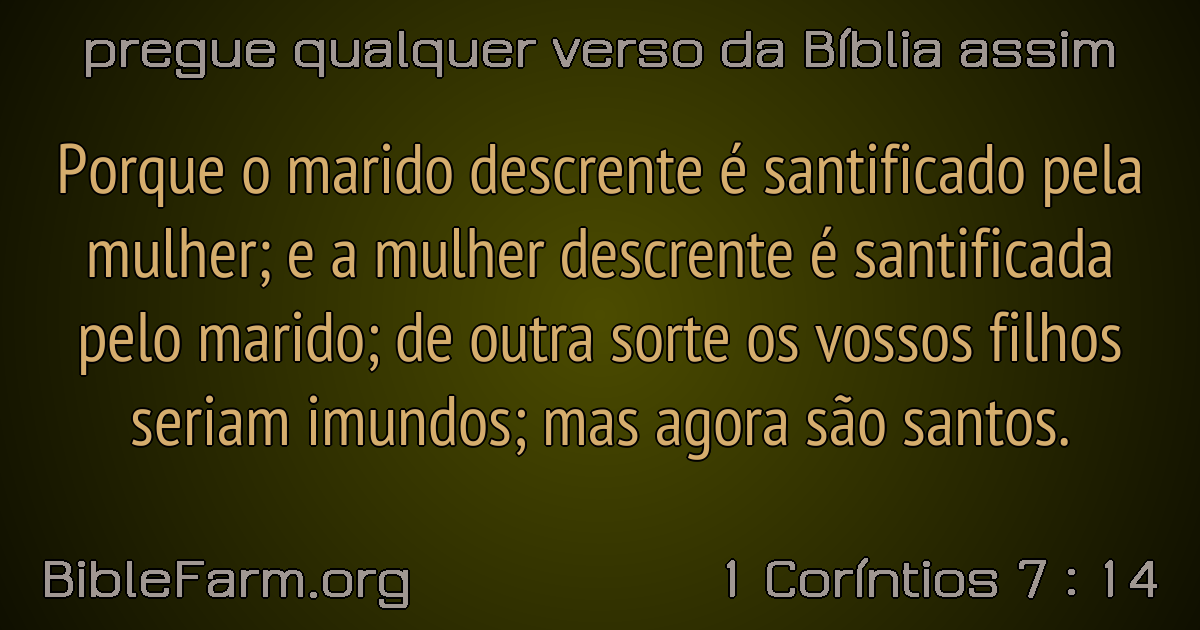 pregue qualquer verso da Bíblia assim
Porque o marido descrente é santificado pela
mulher; e a mulher descrente é santificada
pelo marido; de outra sorte os vossos filhos
seriam imundos; mas agora são santos.
BibleFarm.org
1 Coríntios 7 : 14